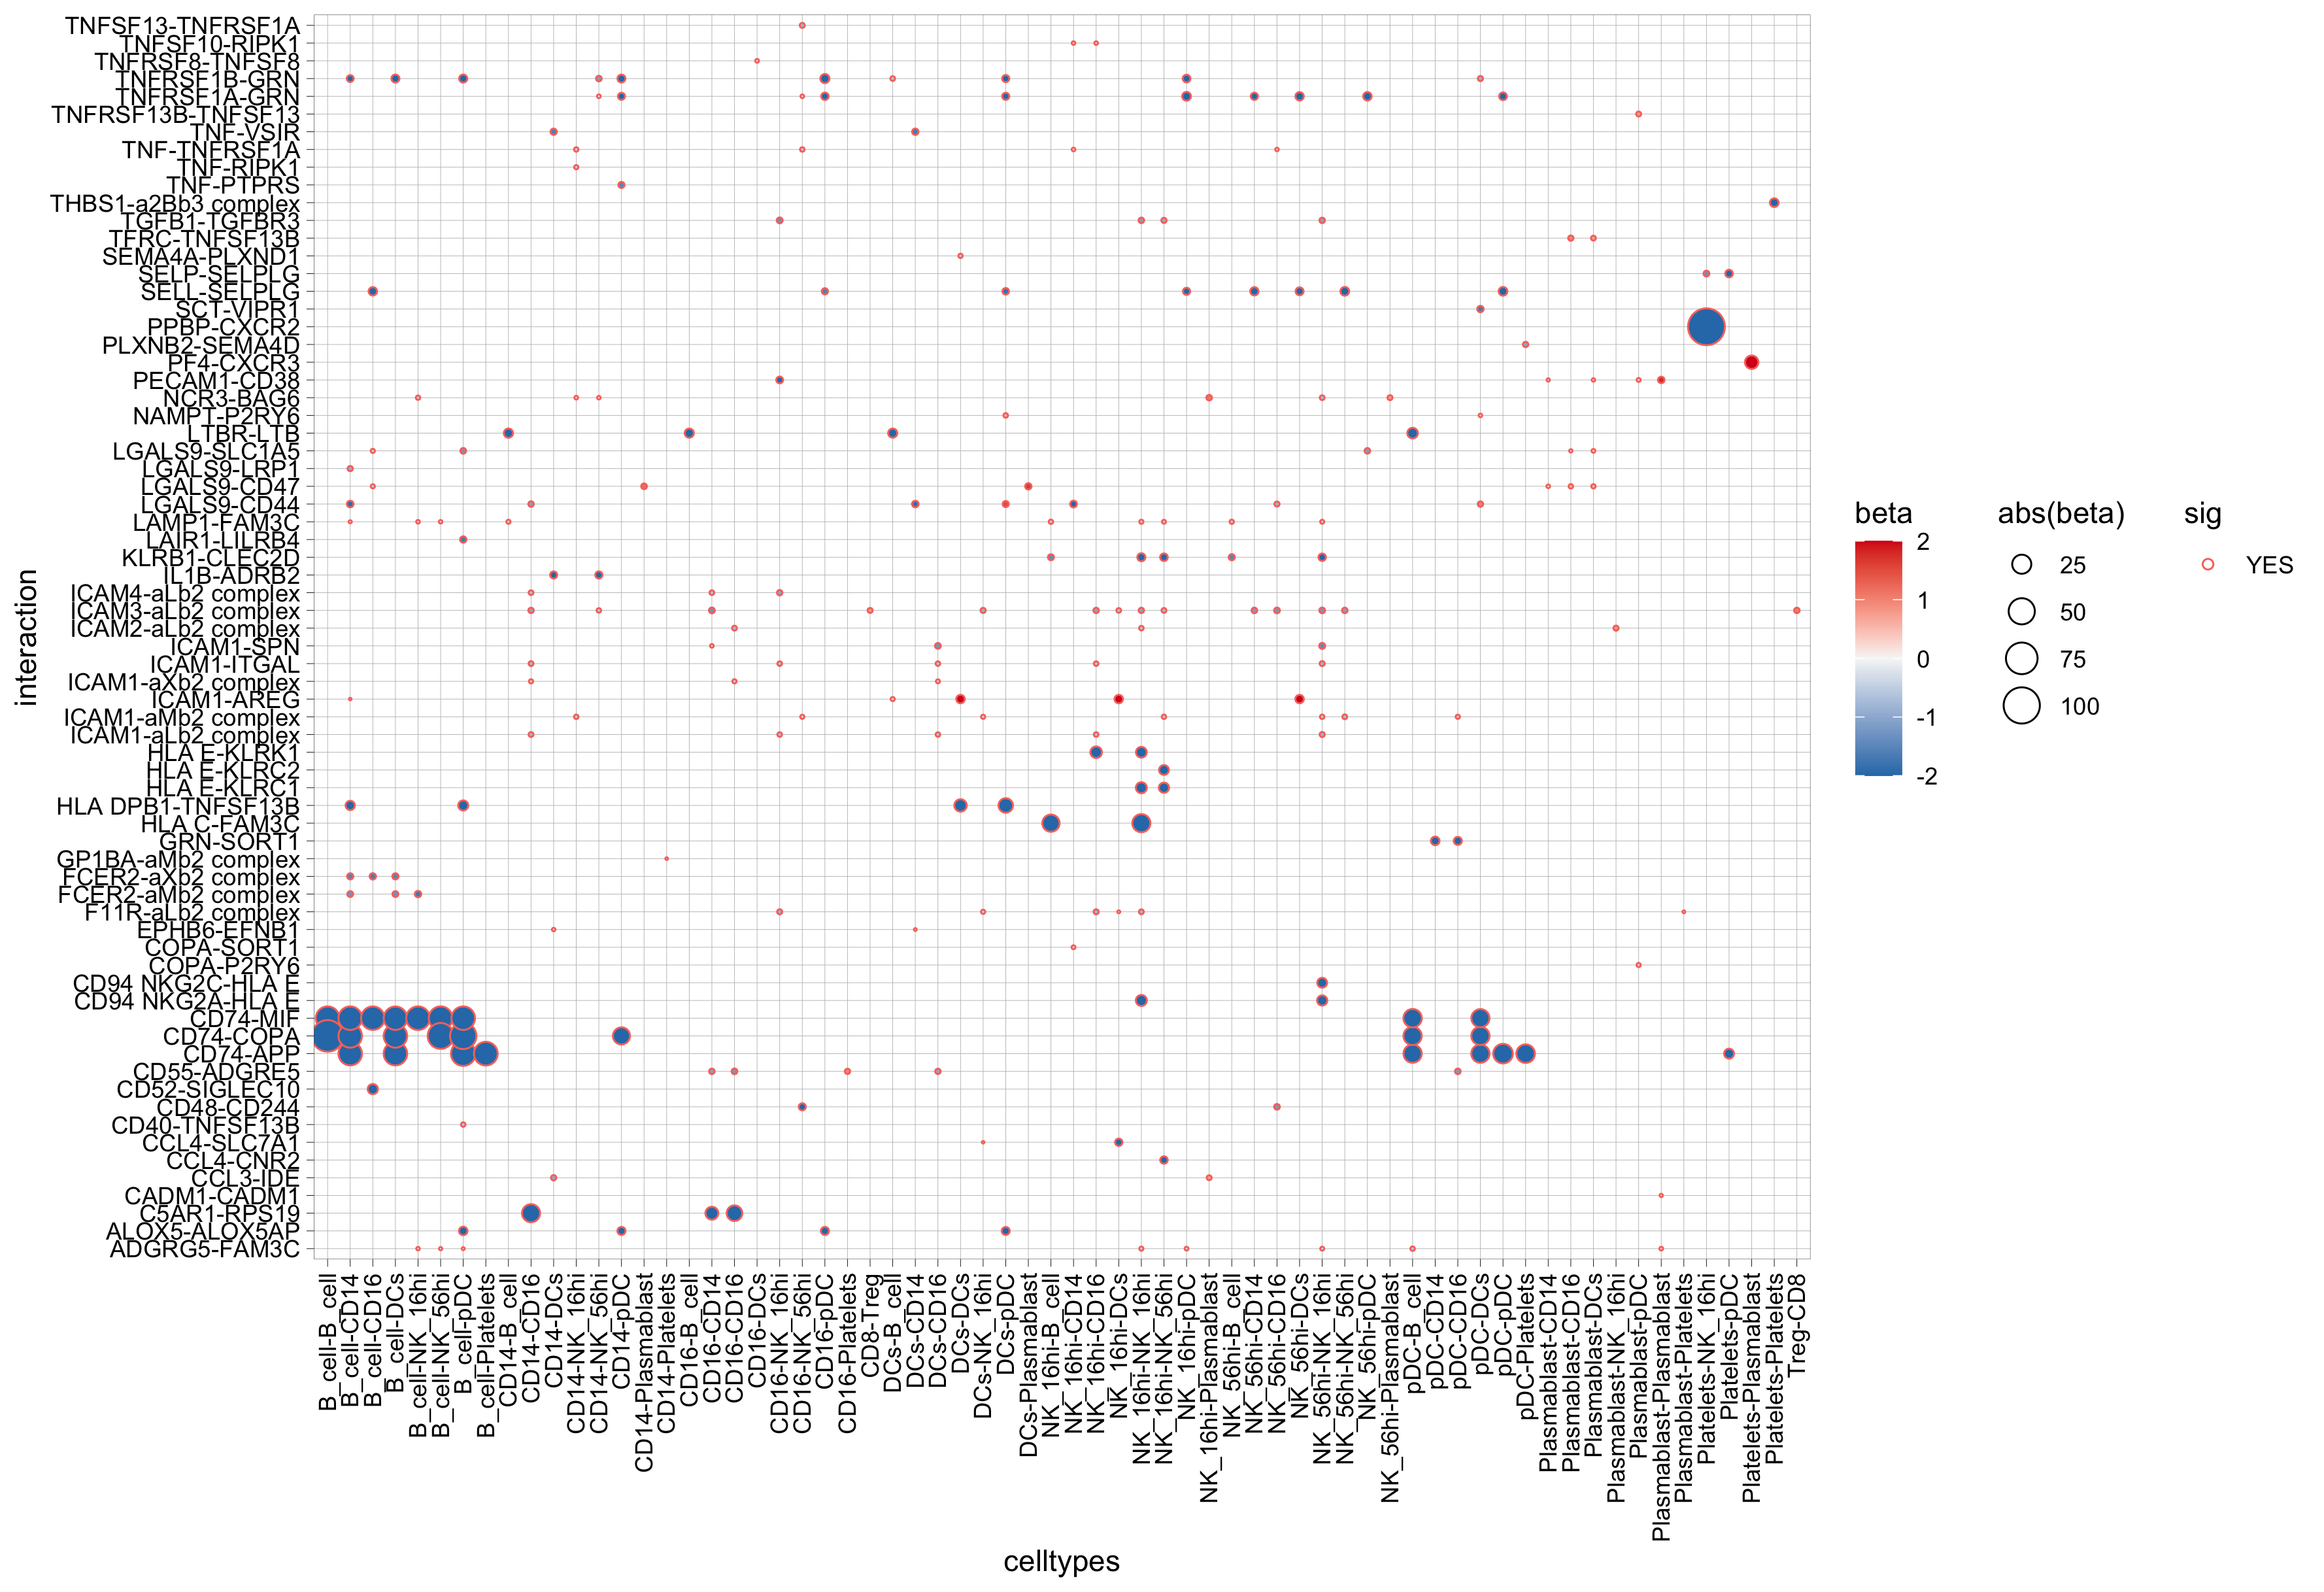 TNFSF13-TNFRSF1A
TNFSF10-RIPK1
TNFRSF8-TNFSF8
TNFRSF1B-GRN
TNFRSF1A-GRN
TNFRSF13B-TNFSF13
TNF-VSIR
TNF-TNFRSF1A
TNF-RIPK1
TNF-PTPRS
THBS1-a2Bb3 complex
TGFB1-TGFBR3
TFRC-TNFSF13B
SEMA4A-PLXND1
SELP-SELPLG
SELL-SELPLG
SCT-VIPR1
PPBP-CXCR2
PLXNB2-SEMA4D
PF4-CXCR3
PECAM1-CD38
NCR3-BAG6
NAMPT-P2RY6
LTBR-LTB
LGALS9-SLC1A5
LGALS9-LRP1
LGALS9-CD47
LGALS9-CD44
LAMP1-FAM3C
LAIR1-LILRB4
KLRB1-CLEC2D
IL1B-ADRB2
ICAM4-aLb2 complex
ICAM3-aLb2 complex
ICAM2-aLb2 complex
ICAM1-SPN
ICAM1-ITGAL
ICAM1-aXb2 complex
ICAM1-AREG
ICAM1-aMb2 complex
ICAM1-aLb2 complex
HLA E-KLRK1
HLA E-KLRC2
HLA E-KLRC1
HLA DPB1-TNFSF13B
HLA C-FAM3C
GRN-SORT1
GP1BA-aMb2 complex
FCER2-aXb2 complex
FCER2-aMb2 complex
F11R-aLb2 complex
EPHB6-EFNB1
COPA-SORT1
COPA-P2RY6
CD94 NKG2C-HLA E
CD94 NKG2A-HLA E
CD74-MIF
CD74-COPA
CD74-APP
CD55-ADGRE5
CD52-SIGLEC10
CD48-CD244
CD40-TNFSF13B
CCL4-SLC7A1
CCL4-CNR2
CCL3-IDE
CADM1-CADM1
C5AR1-RPS19
ALOX5-ALOX5AP
ADGRG5-FAM3C
interaction
B_cell-B_cell
B_cell-CD14
B_cell-CD16
B_cell-DCs
B_cell-NK_16hi
B_cell-NK_56hi
B_cell-pDC
B_cell-Platelets
CD14-B_cell
CD14-CD16
CD14-DCs
CD14-NK_16hi
CD14-NK_56hi
CD14-pDC
CD14-Plasmablast
CD14-Platelets
CD16-B_cell
CD16-CD14
CD16-CD16
CD16-DCs
CD16-NK_16hi
CD16-NK_56hi
CD16-pDC
CD16-Platelets
CD8-Treg
DCs-B_cell
DCs-CD14
DCs-CD16
DCs-DCs
DCs-NK_16hi
DCs-pDC
DCs-Plasmablast
NK_16hi-B_cell
NK_16hi-CD14
NK_16hi-CD16
NK_16hi-DCs
NK_16hi-NK_16hi
NK_16hi-NK_56hi
NK_16hi-pDC
NK_16hi-Plasmablast
NK_56hi-B_cell
NK_56hi-CD14
NK_56hi-CD16
NK_56hi-DCs
NK_56hi-NK_16hi
NK_56hi-NK_56hi
NK_56hi-pDC
NK_56hi-Plasmablast
pDC-B_cell
pDC-CD14
pDC-CD16
pDC-DCs
pDC-pDC
pDC-Platelets
Plasmablast-CD14
Plasmablast-CD16
Plasmablast-DCs
Plasmablast-NK_16hi
Plasmablast-pDC
Plasmablast-Plasmablast
Plasmablast-Platelets
Platelets-NK_16hi
Platelets-pDC
Platelets-Plasmablast
Platelets-Platelets
Treg-CD8
celltypes
beta
2
1
0
-1
-2
abs(beta)
25
50
75
100
sig
YES